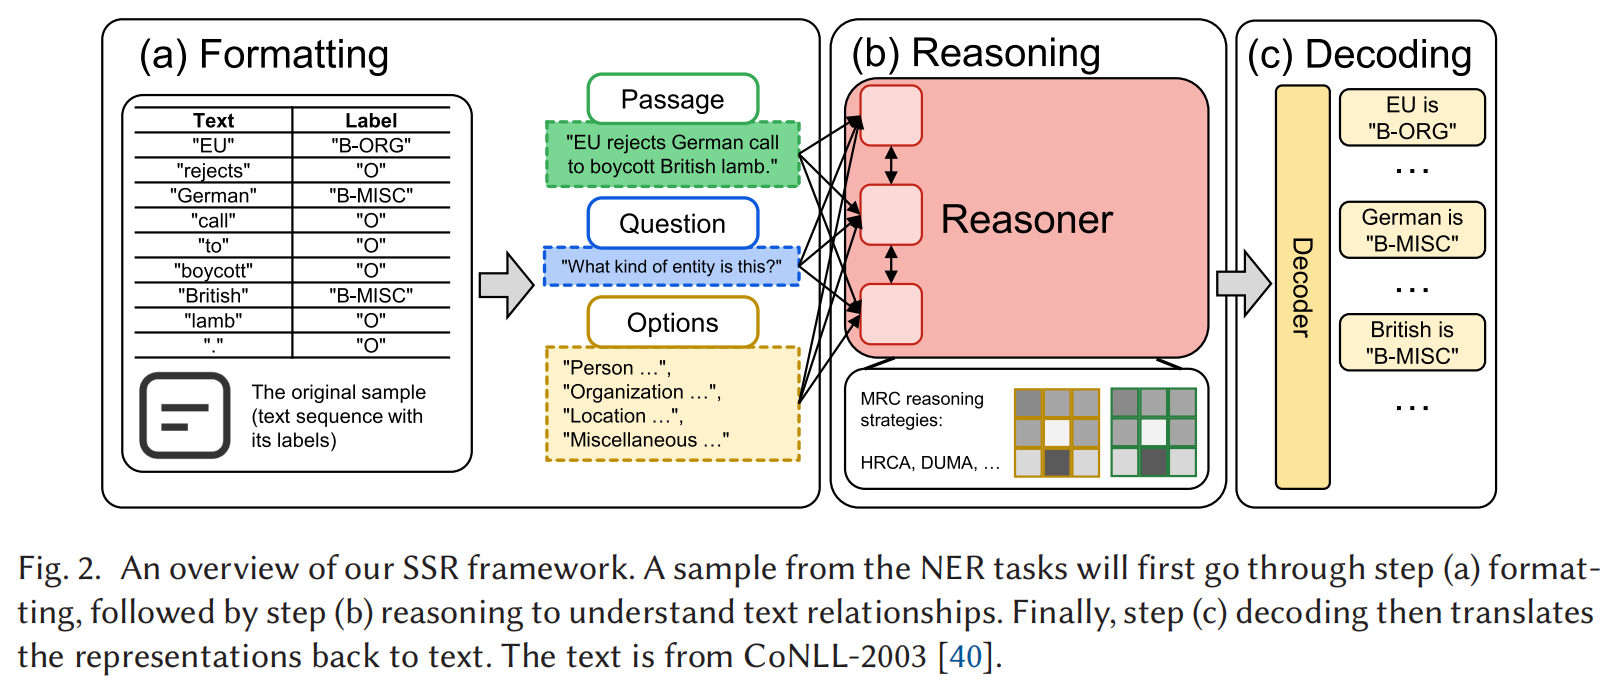 (a) Formatting
Text Label
"EU" "B-ORG"
"rejects" "O"
"German" "B-MISC"
"call" "O"
"to" "O"
"boycott" "O"
"British" "B-MISC"
"lamb" "O"
"." "O"
The original sample
(text sequence with
its labels)
Passage
"EU rejects German call
to boycott British lamb."
Question
"What kind of entity is this?"
Options
"Person ...",
"Organization ...",
"Location ...",
"Miscellaneous ..."
(b) Reasoning
Reasoner
MRC reasoning
strategies:
HRCA, DUMA, ...
(c) Decoding
Decoder
EU is
"B-ORG"
...
German is
"B-MISC"
...
British is
"B-MISC"
...
Fig. 2. An overview of our SSR framework. A sample from the NER tasks will first go through step (a) format-
ting, followed by step (b) reasoning to understand text relationships. Finally, step (c) decoding then translates
the representations back to text. The text is from CoNLL-2003 [40].